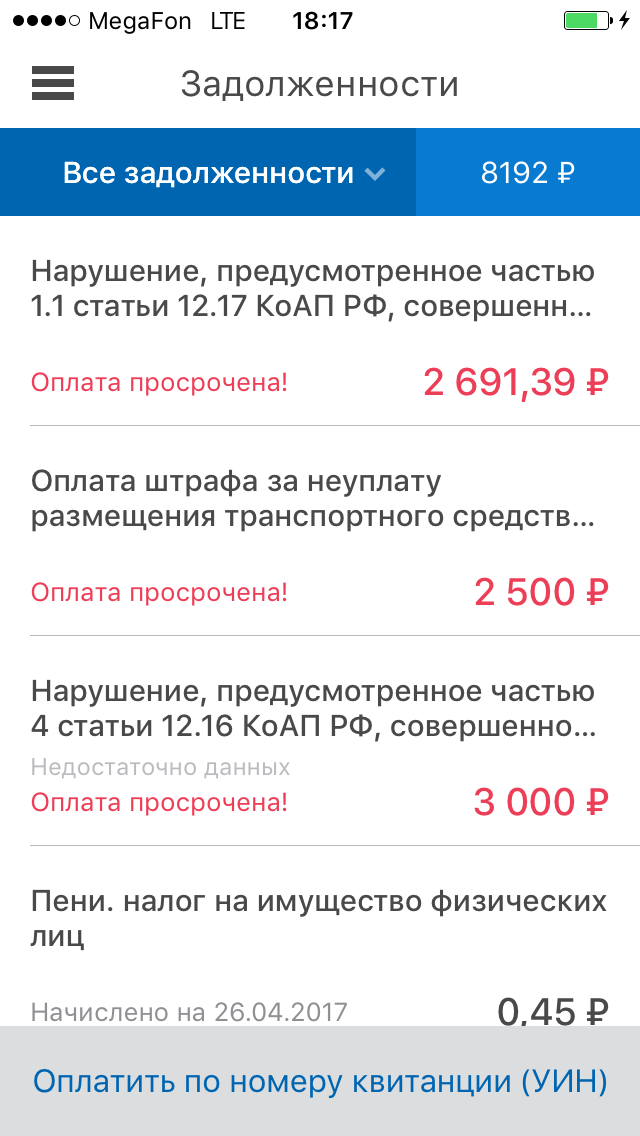 MegaFon LTE 18:17
Задолженности
Все задолженности 8192 ₽
Нарушение, предусмотренное частью
1.1 статьи 12.17 КоАП РФ, совершенн...
Оплата просрочена! 2 691,39 ₽
Оплата штрафа за неуплату
размещения транспортного средств...
Оплата просрочена! 2 500 ₽
Нарушение, предусмотренное частью
4 статьи 12.16 КоАП РФ, совершенно...
Недостаточно данных
Оплата просрочена! 3 000 ₽
Пени. налог на имущество физических
лиц
Начислено на 26.04.2017 0,45 ₽
Оплатить по номеру квитанции (УИН)